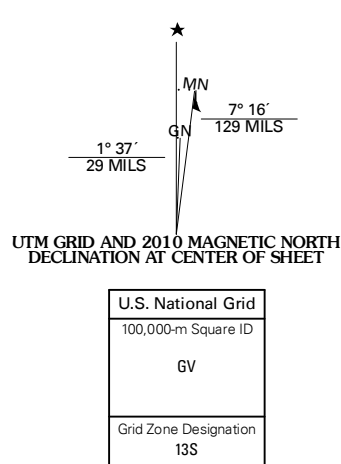 MN
7° 16´
129 MILS
GN
1° 37´
29 MILS
UTM GRID AND 2010 MAGNETIC NORTH
DECLINATION AT CENTER OF SHEET
U.S. National Grid
100,000-m Square ID
GV
Grid Zone Designation
13S